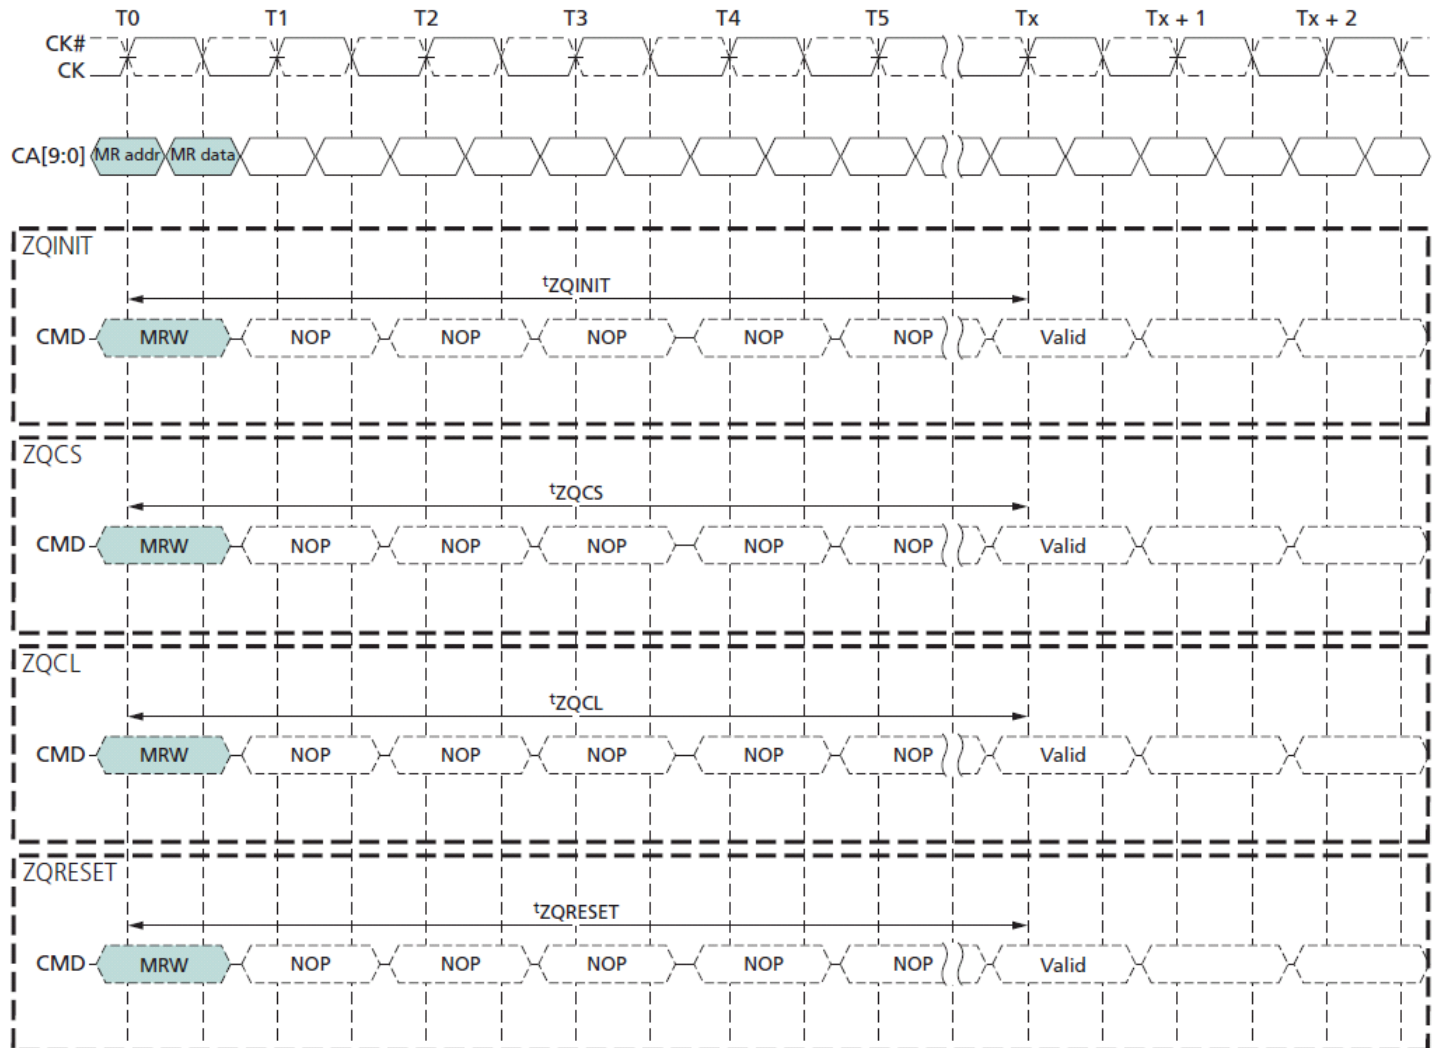 T0 T1 T2 T3 T4 T5 Tx Tx + 1 Tx + 2
CK#
CK
CA[9:0] MR addr MR data
ZQINIT
tZQINIT
CMD MRW NOP NOP NOP NOP NOP Valid
ZQCS
tZQCS
CMD MRW NOP NOP NOP NOP NOP Valid
ZQCL
tZQCL
CMD MRW NOP NOP NOP NOP NOP Valid
ZQRESET
tZQRESET
CMD MRW NOP NOP NOP NOP NOP Valid